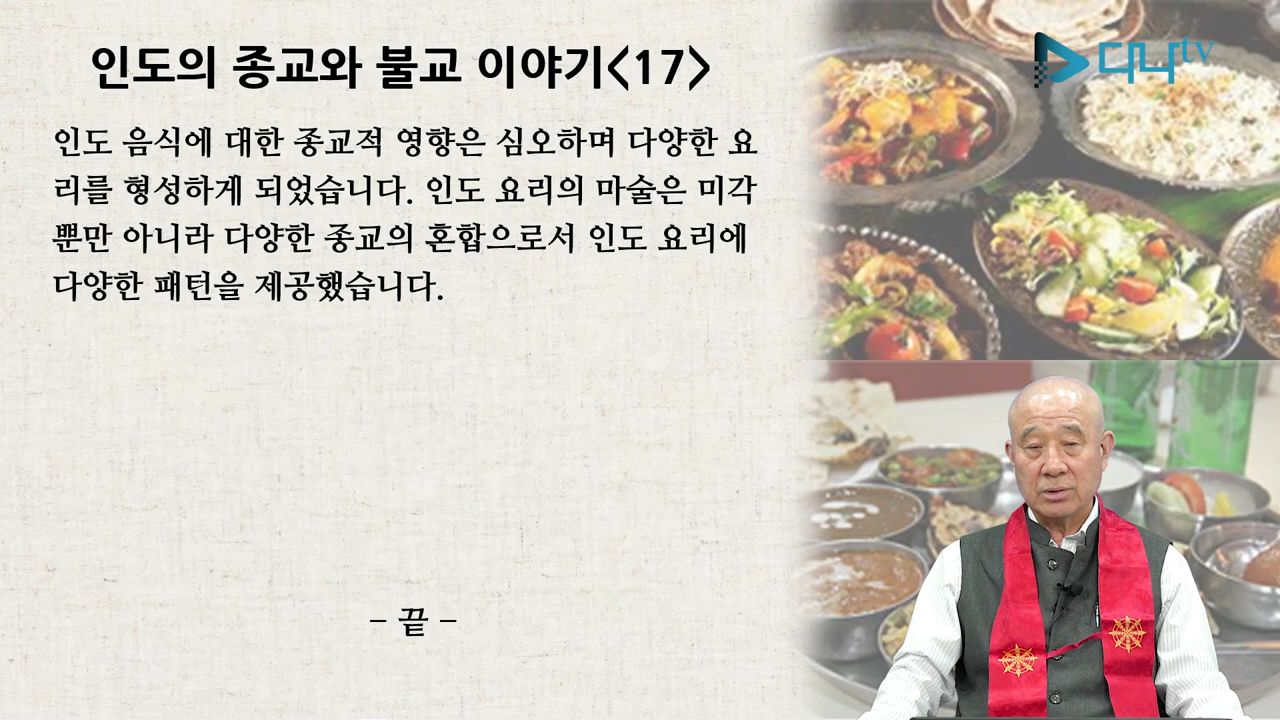 인도의 종교와 불교 이야기<17>
다나tv
인도 음식에 대한 종교적 영향은 심오하며 다양한 요
리를 형성하게 되었습니다. 인도 요리의 마술은 미각
뿐만 아니라 다양한 종교의 혼합으로서 인도 요리에
다양한 패턴을 제공했습니다.
– 끝 –